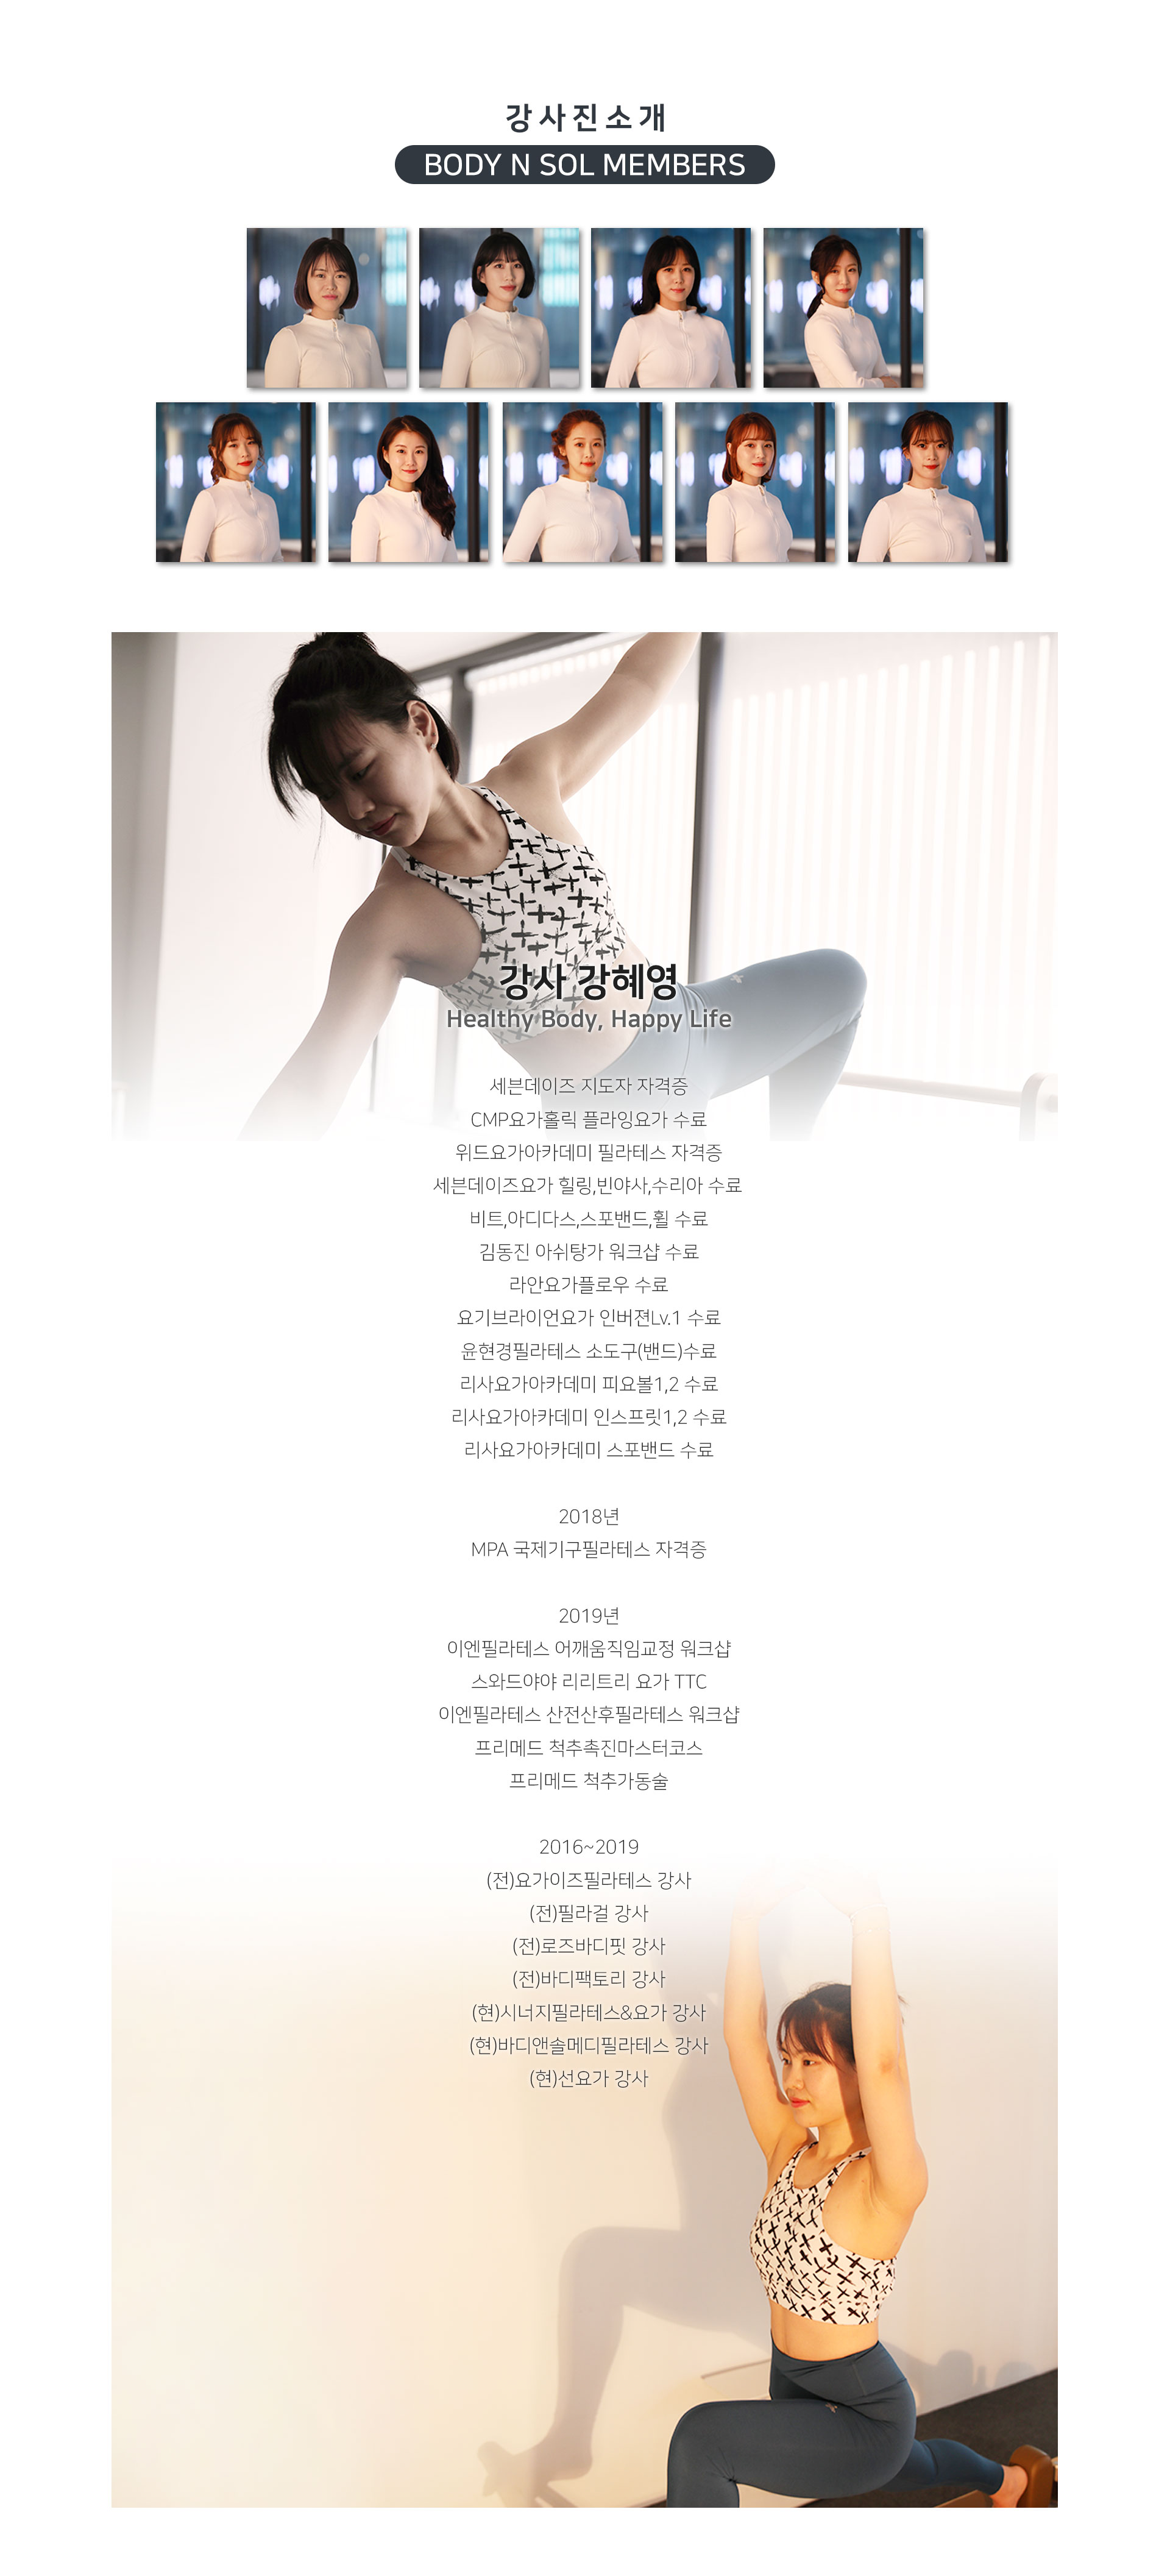 강사진소개
BODY N SOL MEMBERS
강사 강혜영
Healthy Body, Happy Life
세븐데이즈 지도자 자격증
CMP요가홀릭 플라잉요가 수료
위드요가아카데미 필라테스 자격증
세븐데이즈요가 힐링,빈야사,수리아 수료
비트,아디다스,스포밴드,휠 수료
김동진 아쉬탕가 워크샵 수료
라안요가플로우 수료
요기브라이언요가 인버젼Lv.1 수료
윤현경필라테스 소도구(밴드)수료
리사요가아카데미 피요볼1,2 수료
리사요가아카데미 인스프릿1,2 수료
리사요가아카데미 스포밴드 수료
2018년
MPA 국제기구필라테스 자격증
2019년
이엔필라테스 어깨움직임교정 워크샵
스와드야야 리리트리 요가 TTC
이엔필라테스 산전산후필라테스 워크샵
프리메드 척추촉진마스터코스
프리메드 척추가동술
2016~2019
(전)요가이즈필라테스 강사
(전)필라걸 강사
(전)로즈바디핏 강사
(전)바디팩토리 강사
(현)시너지필라테스&요가 강사
(현)바디앤솔메디필라테스 강사
(현)선요가 강사